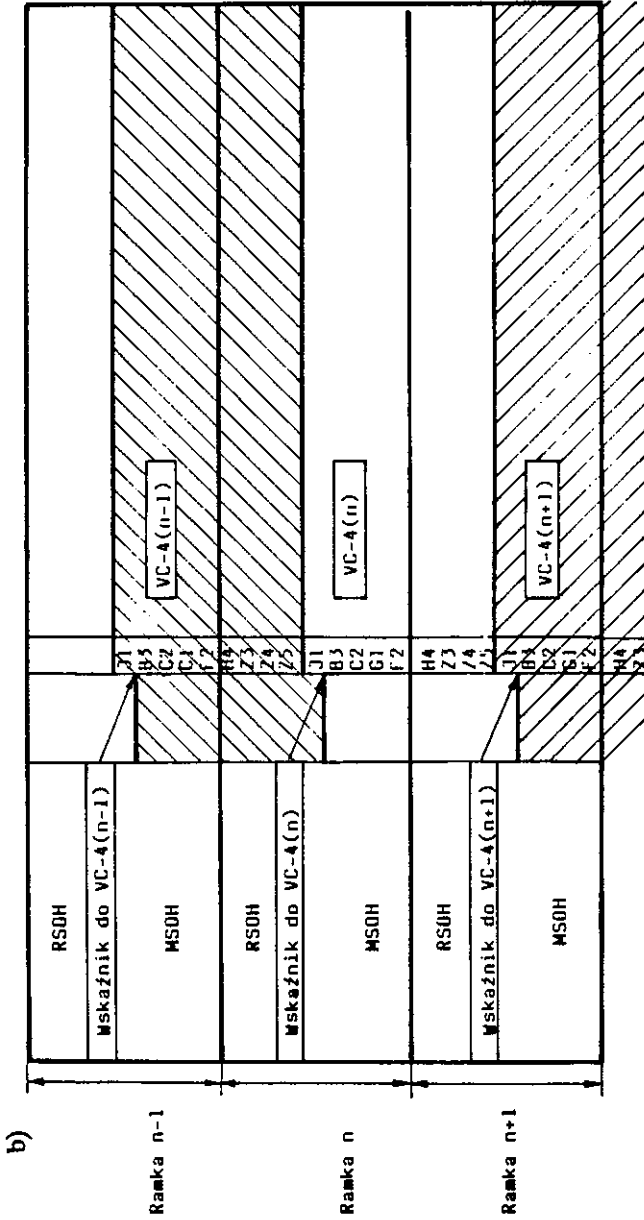 b)
Ramka n-1
RSOH
Wskaźnik do VC-4(n-1)
MSOH
J1
B3
C2
C1
F2
VC-4(n-1)
Ramka n
RSOH
Wskaźnik do VC-4(n)
MSOH
H4
Z3
Z4
Z5
J1
B3
C2
G1
F2
VC-4(n)
Ramka n+1
RSOH
Wskaźnik do VC-4(n+1)
MSOH
H4
Z3
Z4
Z5
J1
B3
C2
G1
F2
VC-4(n+1)
H4
Z3